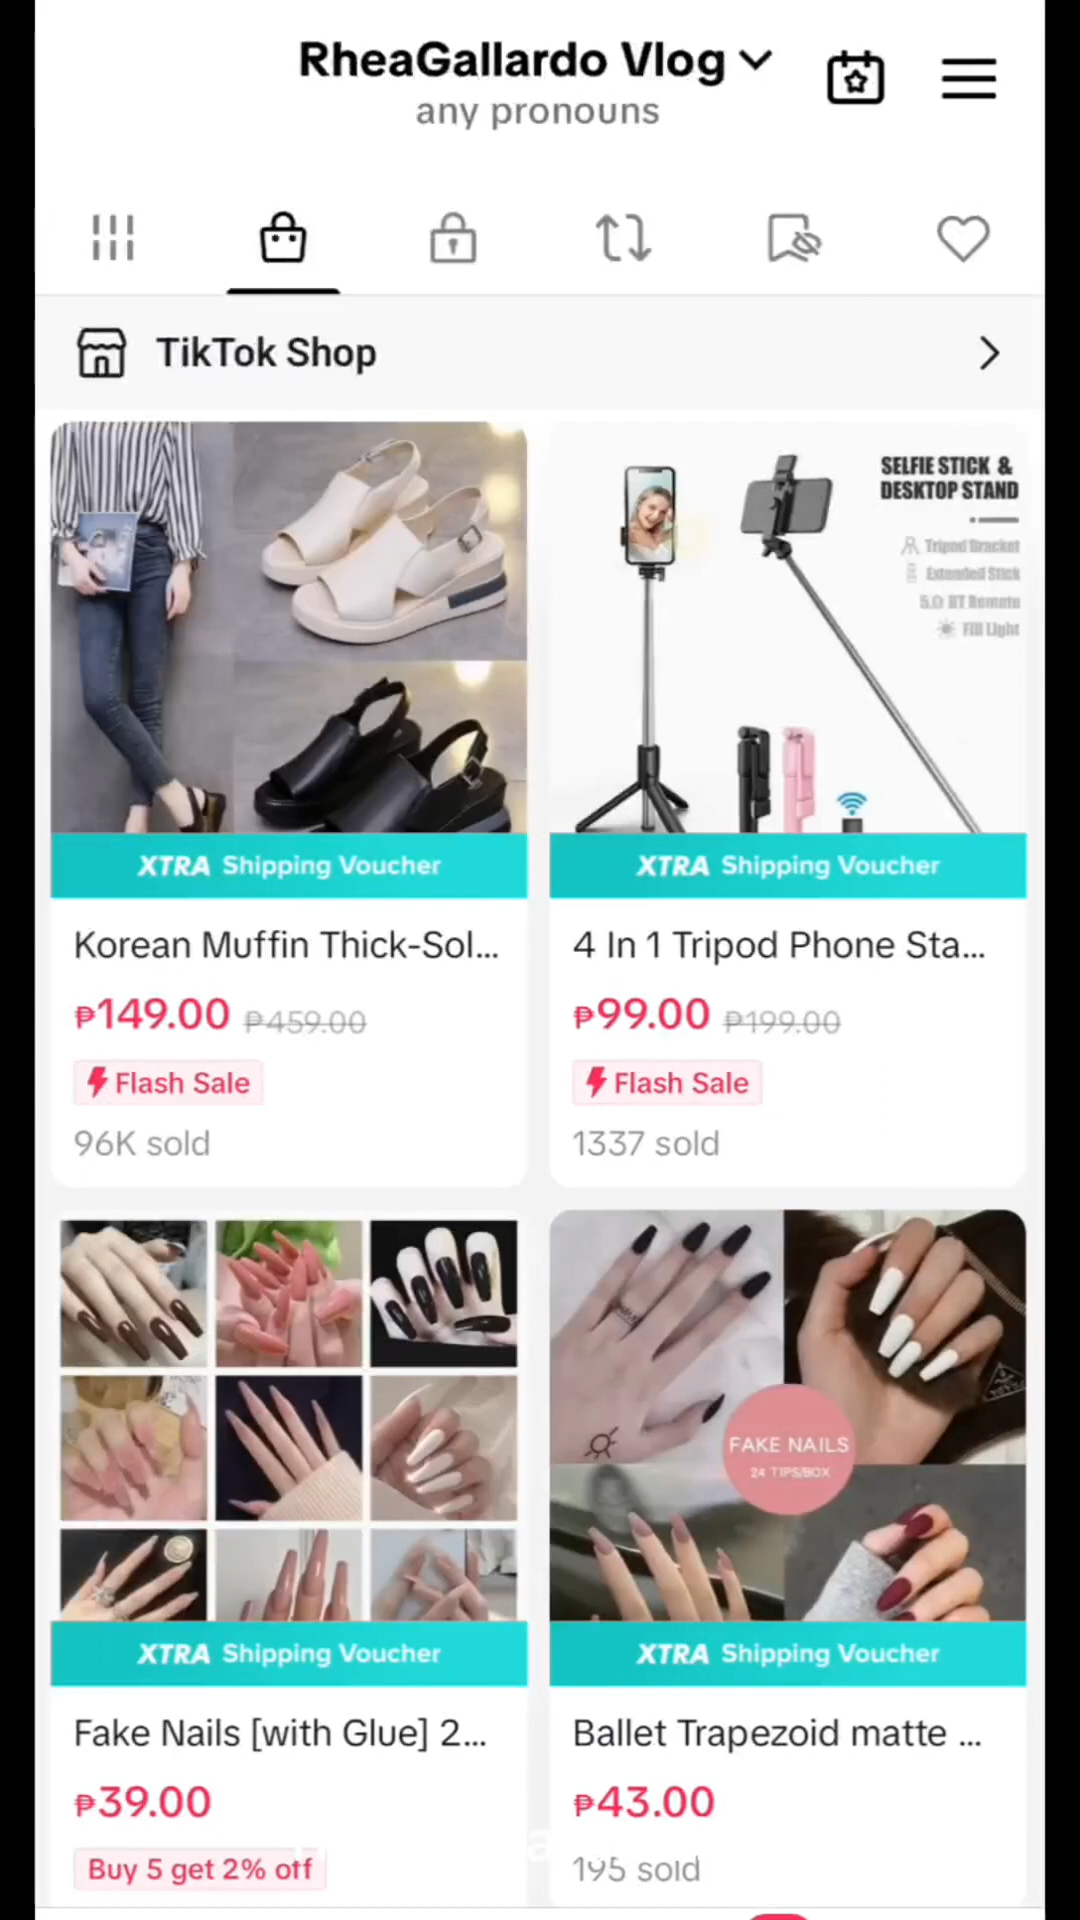 RheaGallardo Vlog
any pronouns
TikTok Shop
SELFIE STICK &
DESKTOP STAND
Tripod Bracket
Extended Stick
5.0 BT Remote
Fill Light
XTRA Shipping Voucher
XTRA Shipping Voucher
Korean Muffin Thick-Sol...
4 In 1 Tripod Phone Sta...
₱149.00 ₱459.00
₱99.00 ₱199.00
Flash Sale
Flash Sale
96K sold
1337 sold
FAKE NAILS
24 TIPS/BOX
XTRA Shipping Voucher
XTRA Shipping Voucher
Fake Nails [with Glue] 2...
Ballet Trapezoid matte ...
₱39.00
₱43.00
Buy 5 get 2% off
195 sold